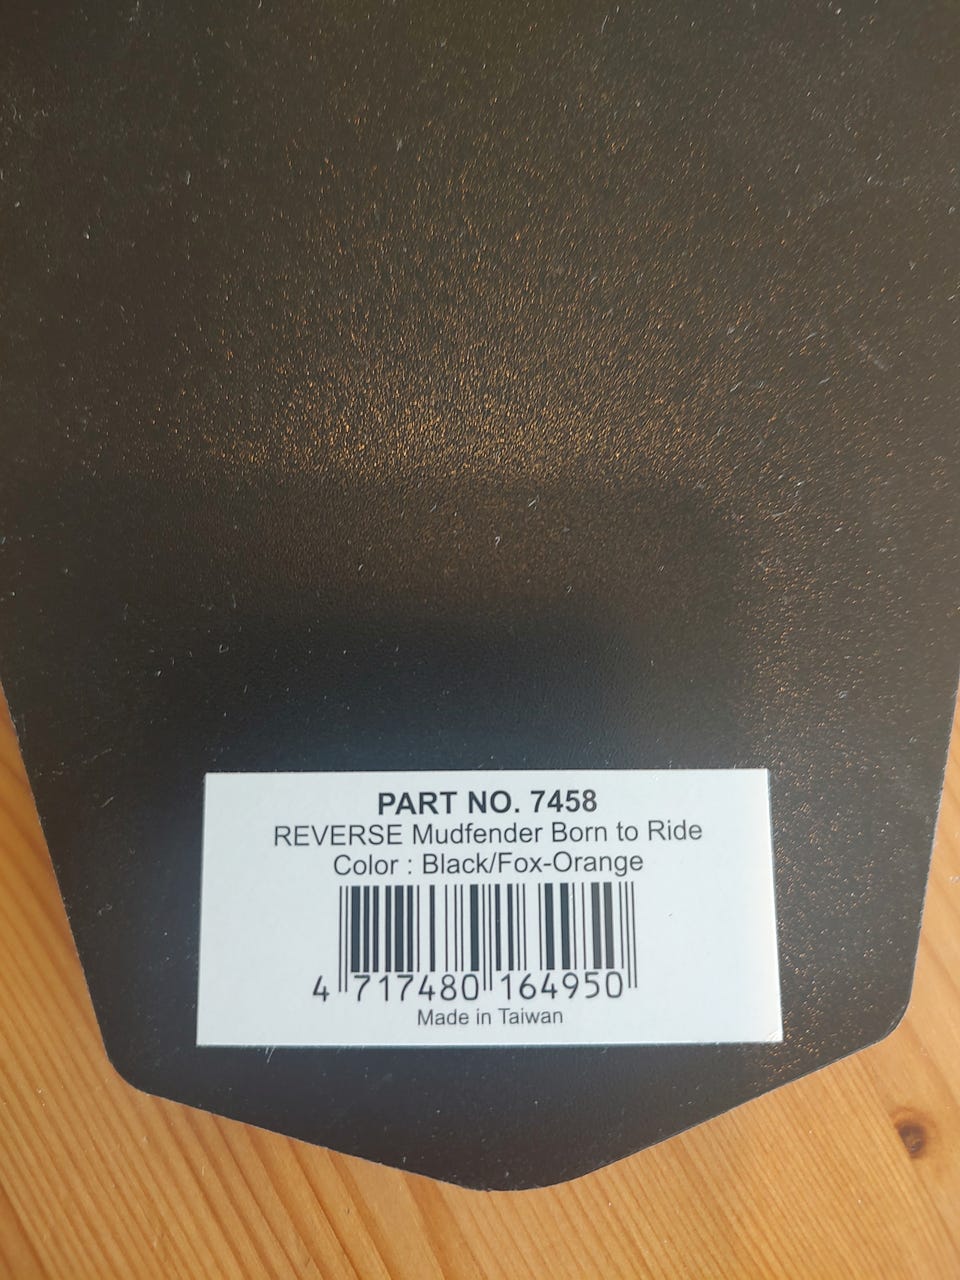 PART NO. 7458
REVERSE Mudfender Born to Ride
Color : Black/Fox-Orange
4 717480 164950
Made in Taiwan